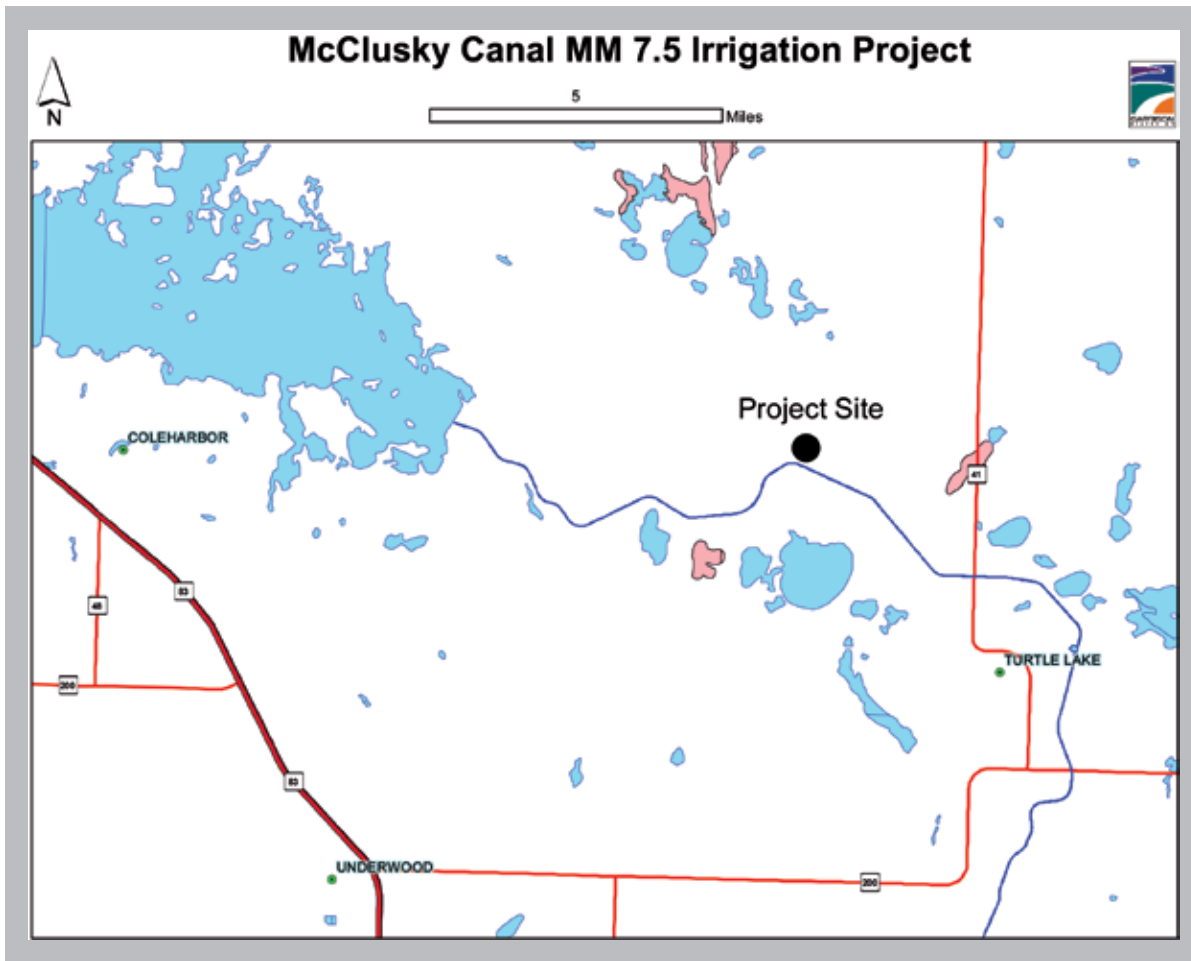 McClusky Canal MM 7.5 Irrigation Project
N
5
Miles
GARRISON
Project Site
COLEHARBOR
41
83
48
TURTLE LAKE
200
83
UNDERWOOD
200